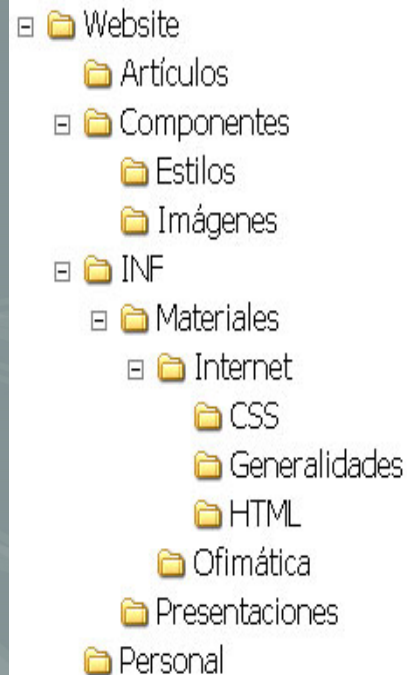 Website
Artículos
Componentes
Estilos
Imágenes
INF
Materiales
Internet
CSS
Generalidades
HTML
Ofimática
Presentaciones
Personal